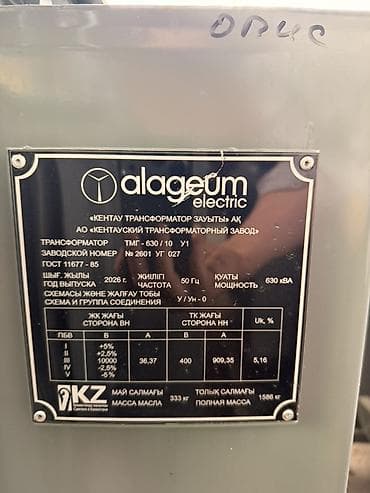 ОВИС
alageum
electric
«КЕНТАУ ТРАНСФОРМАТОР ЗАУЫТЫ» АҚ
АО «КЕНТАУСКИЙ ТРАНСФОРМАТОРНЫЙ ЗАВОД»
ТРАНСФОРМАТОР ТМГ - 630 / 10 У1
ЗАВОДСКОЙ НОМЕР № 2601 УГ 027
ГОСТ 11677 - 85
ШЫҒ. ЖЫЛЫ ЖИІЛІГІ ҚУАТЫ
ГОД ВЫПУСКА 2026 г. ЧАСТОТА 50 Гц МОЩНОСТЬ 630 кВА
СХЕМАСЫ ЖӘНЕ ЖАЛҒАУ ТОБЫ
СХЕМА И ГРУППА СОЕДИНЕНИЯ У / Ун - 0
ЖК ЖАҒЫ ТК ЖАҒЫ Uк, %
СТОРОНА ВН СТОРОНА НН
ПБВ В А В А
I +5%
II +2,5%
III 10000 36,37 400 909,35 5,16
IV -2,5%
V -5%
KZ
МАЙ САЛМАҒЫ ТОЛЫҚ САЛМАҒЫ
МАССА МАСЛА 333 кг ПОЛНАЯ МАССА 1586 кг